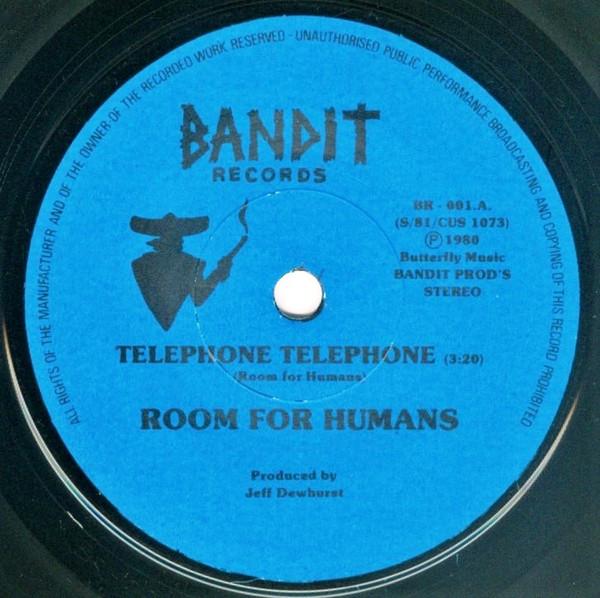 ALL RIGHTS OF THE MANUFACTURER AND OF THE OWNER OF THE RECORDED WORK RESERVED - UNAUTHORISED PUBLIC PERFORMANCE BROADCASTING AND COPYING OF THIS RECORD PROHIBITED
BANDIT
RECORDS
BR - 001.A.
(S/81/CUS 1073)
Ⓟ 1980
Butterfly Music
BANDIT PROD'S
STEREO
TELEPHONE TELEPHONE (3:20)
(Room for Humans)
ROOM FOR HUMANS
Produced by
Jeff Dewhurst